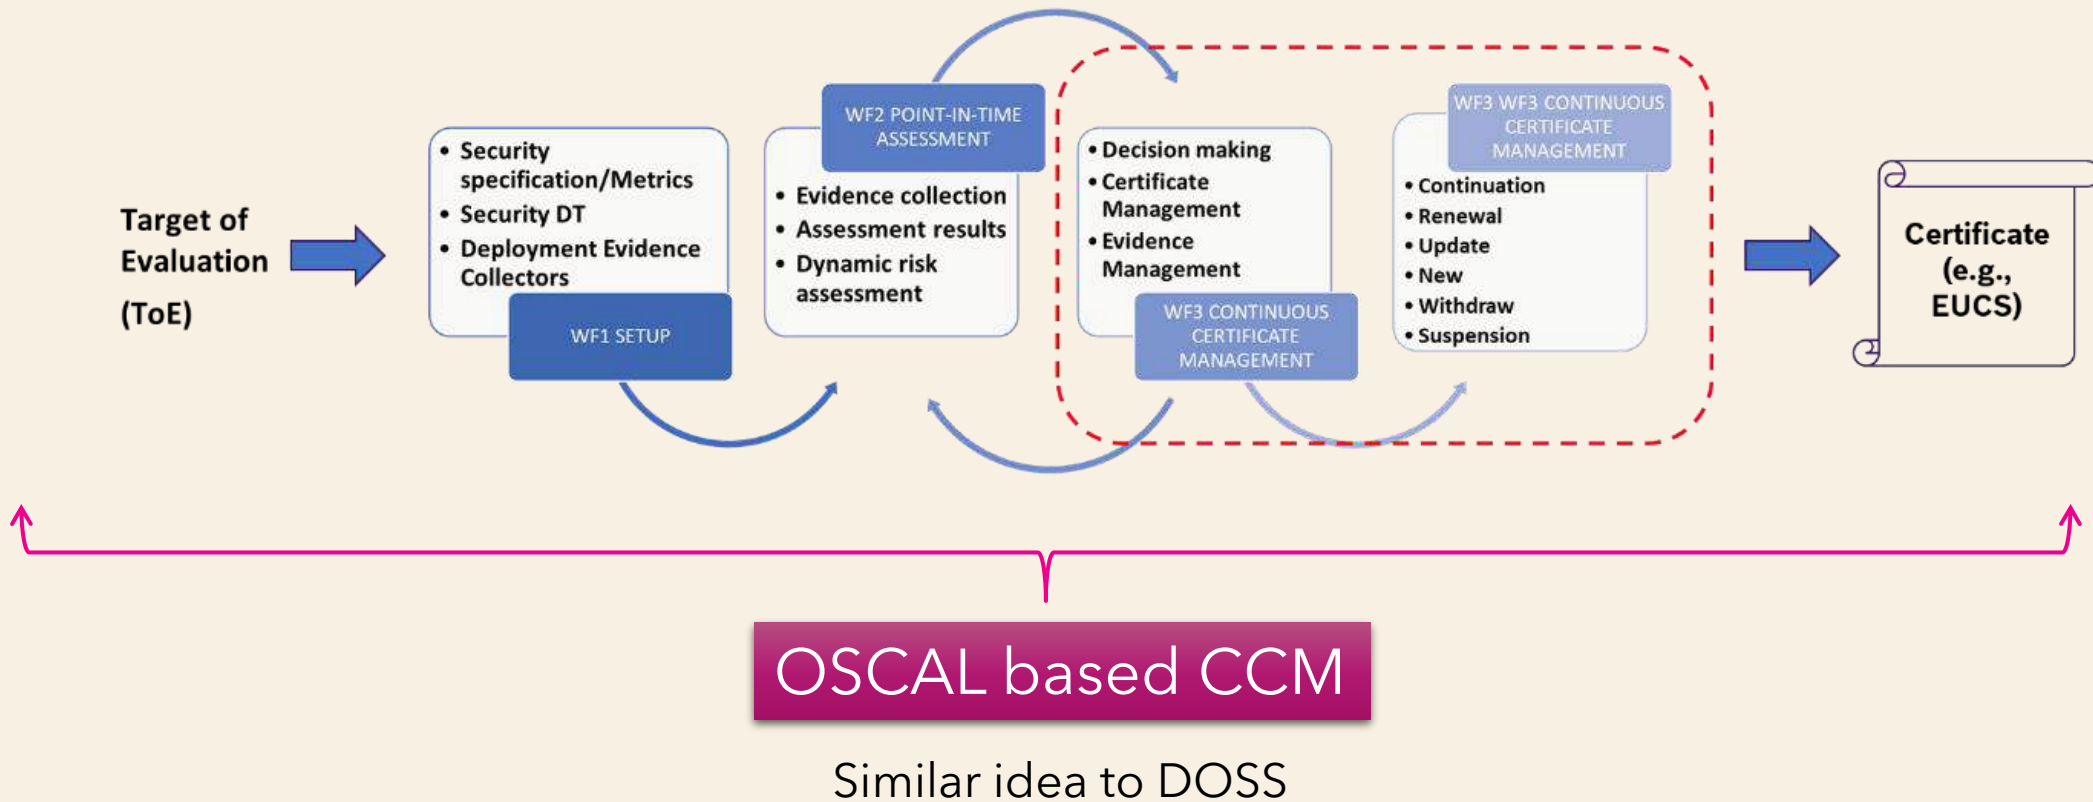 Target of
Evaluation
(ToE)
• Security
specification/Metrics
• Security DT
• Deployment Evidence
Collectors
WF1 SETUP
WF2 POINT-IN-TIME
ASSESSMENT
• Evidence collection
• Assessment results
• Dynamic risk
assessment
• Decision making
• Certificate
Management
• Evidence
Management
WF3 CONTINUOUS
CERTIFICATE
MANAGEMENT
WF3 WF3 CONTINUOUS
CERTIFICATE
MANAGEMENT
• Continuation
• Renewal
• Update
• New
• Withdraw
• Suspension
Certificate
(e.g.,
EUCS)
OSCAL based CCM
Similar idea to DOSS